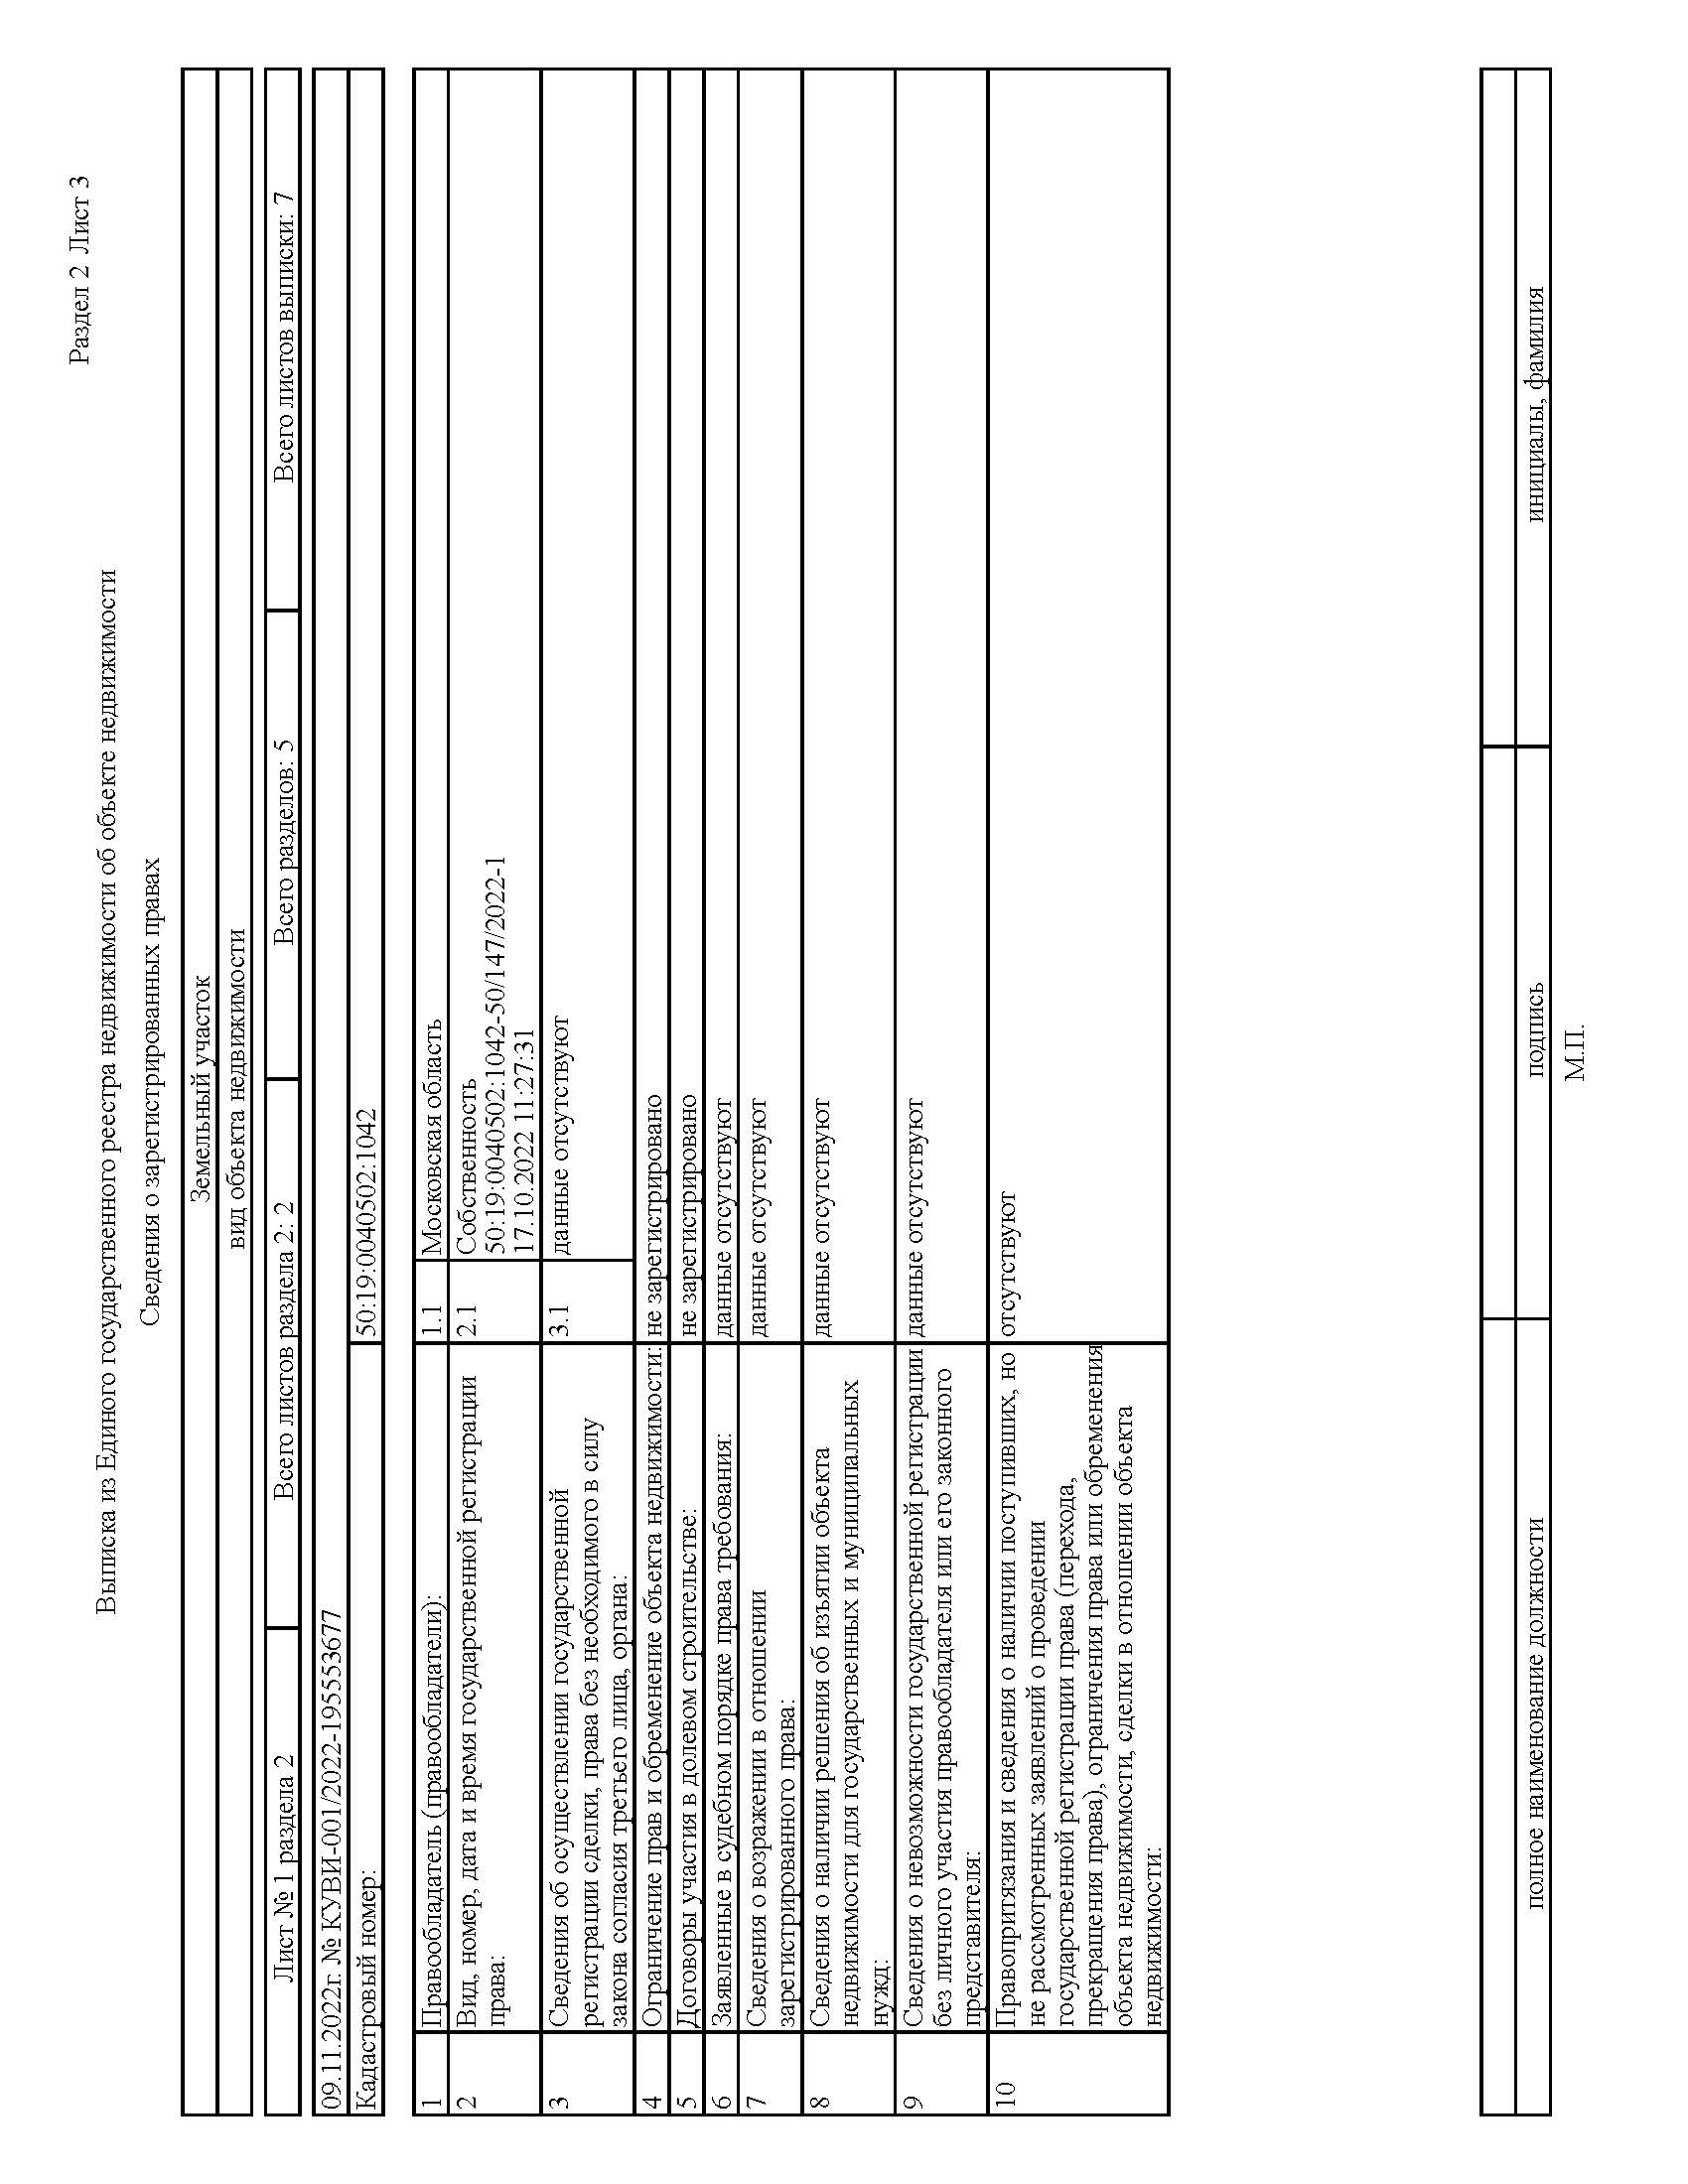 Раздел 2 Лист 3
Выписка из Единого государственного реестра недвижимости об объекте недвижимости
Сведения о зарегистрированных правах
Земельный участок
вид объекта недвижимости
Лист № 1 раздела 2 Всего листов раздела 2: 2 Всего разделов: 5 Всего листов выписки: 7
09.11.2022г. № КУВИ-001/2022-195553677
Кадастровый номер: 50:19:0040502:1042
1 Правообладатель (правообладатели): 1.1 Московская область
2 Вид, номер, дата и время государственной регистрации 2.1 Собственность
права: 50:19:0040502:1042-50/147/2022-1
17.10.2022 11:27:31
3 Сведения об осуществлении государственной 3.1 данные отсутствуют
регистрации сделки, права без необходимого в силу
закона согласия третьего лица, органа:
4 Ограничение прав и обременение объекта недвижимости: не зарегистрировано
5 Договоры участия в долевом строительстве: не зарегистрировано
6 Заявленные в судебном порядке права требования: данные отсутствуют
7 Сведения о возражении в отношении данные отсутствуют
зарегистрированного права:
8 Сведения о наличии решения об изъятии объекта данные отсутствуют
недвижимости для государственных и муниципальных
нужд:
9 Сведения о невозможности государственной регистрации данные отсутствуют
без личного участия правообладателя или его законного
представителя:
10 Правопритязания и сведения о наличии поступивших, но отсутствуют
не рассмотренных заявлений о проведении
государственной регистрации права (перехода,
прекращения права), ограничения права или обременения
объекта недвижимости, сделки в отношении объекта
недвижимости:
полное наименование должности подпись инициалы, фамилия
М.П.